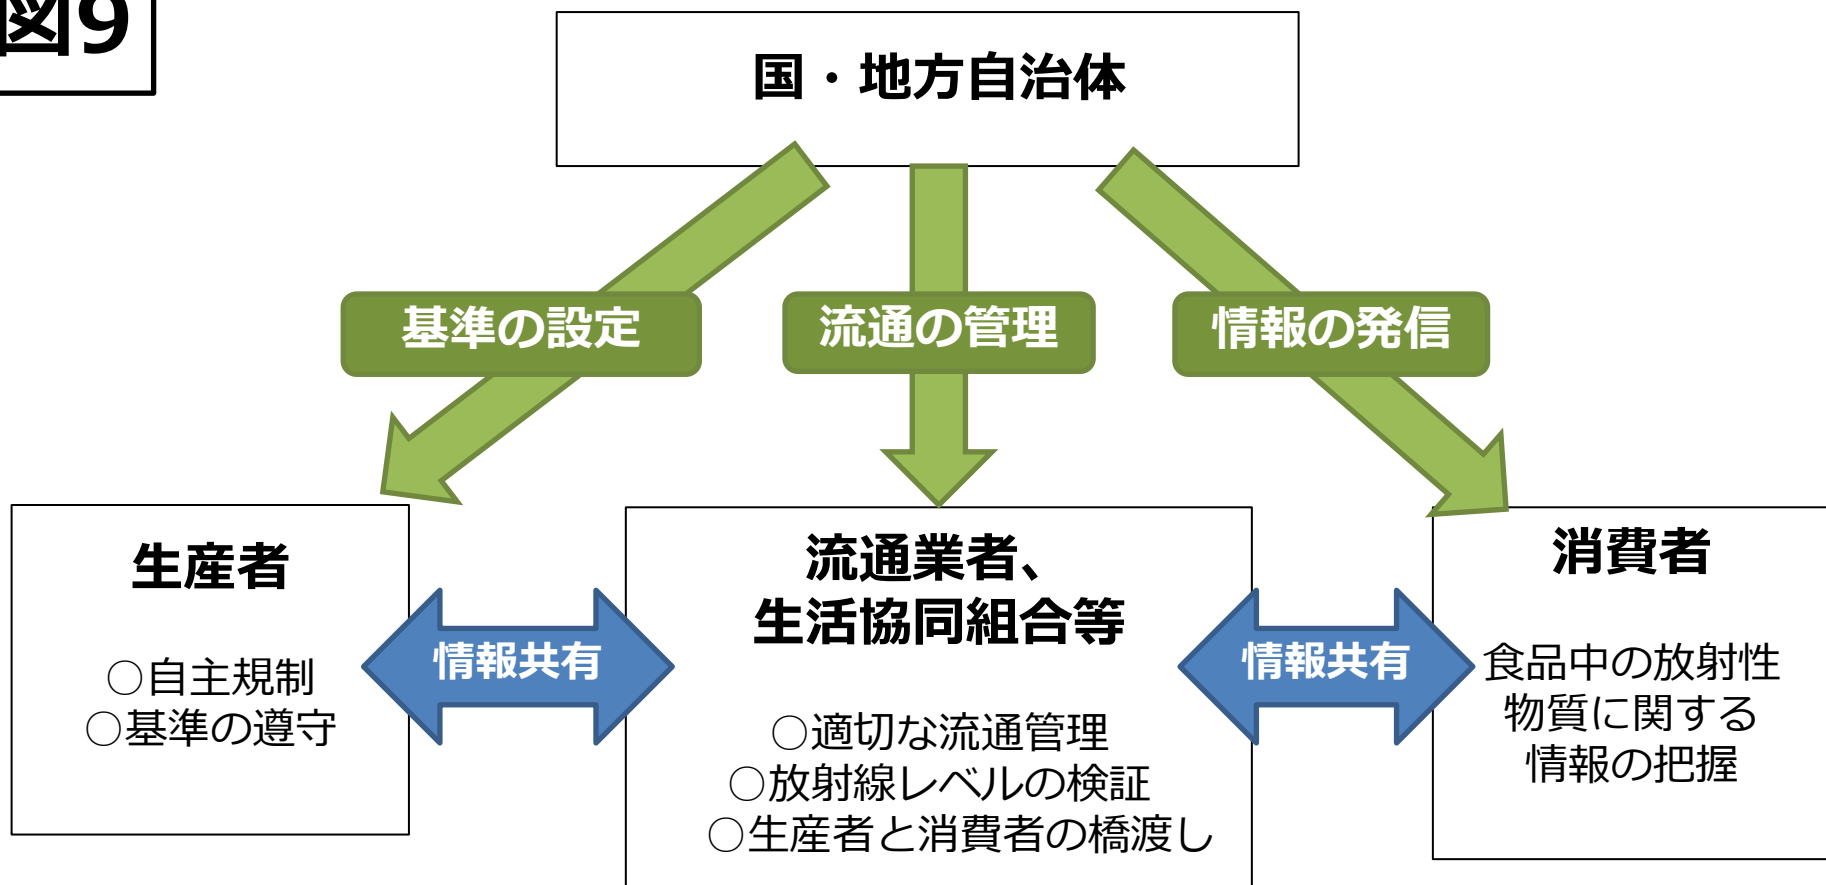 図9
国・地方自治体
基準の設定
流通の管理
情報の発信
生産者
○自主規制
○基準の遵守
情報共有
流通業者、
生活協同組合等
○適切な流通管理
○放射線レベルの検証
○生産者と消費者の橋渡し
情報共有
消費者
食品中の放射性
物質に関する
情報の把握